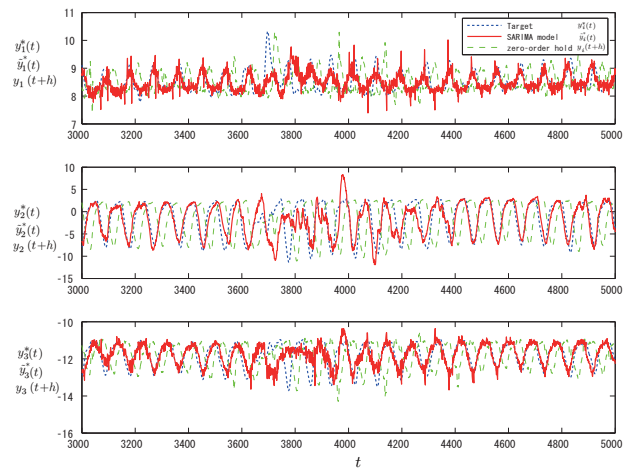 11
10
9
8
7
y₁*(t)
ỹ₁*(t)
y₁ (t+h)
Target y₄*(t)
SARIMA model
zero-order hold y₄(t+h)
3000 3200 3400 3600 3800 4000 4200 4400 4600 4800 5000
10
5
0
-5
-10
-15
y₂*(t)
ỹ₂*(t)
y₂ (t+h)
3000 3200 3400 3600 3800 4000 4200 4400 4600 4800 5000
-10
-12
-14
-16
y₃*(t)
ỹ₃*(t)
y₃ (t+h)
3000 3200 3400 3600 3800 4000 4200 4400 4600 4800 5000
t